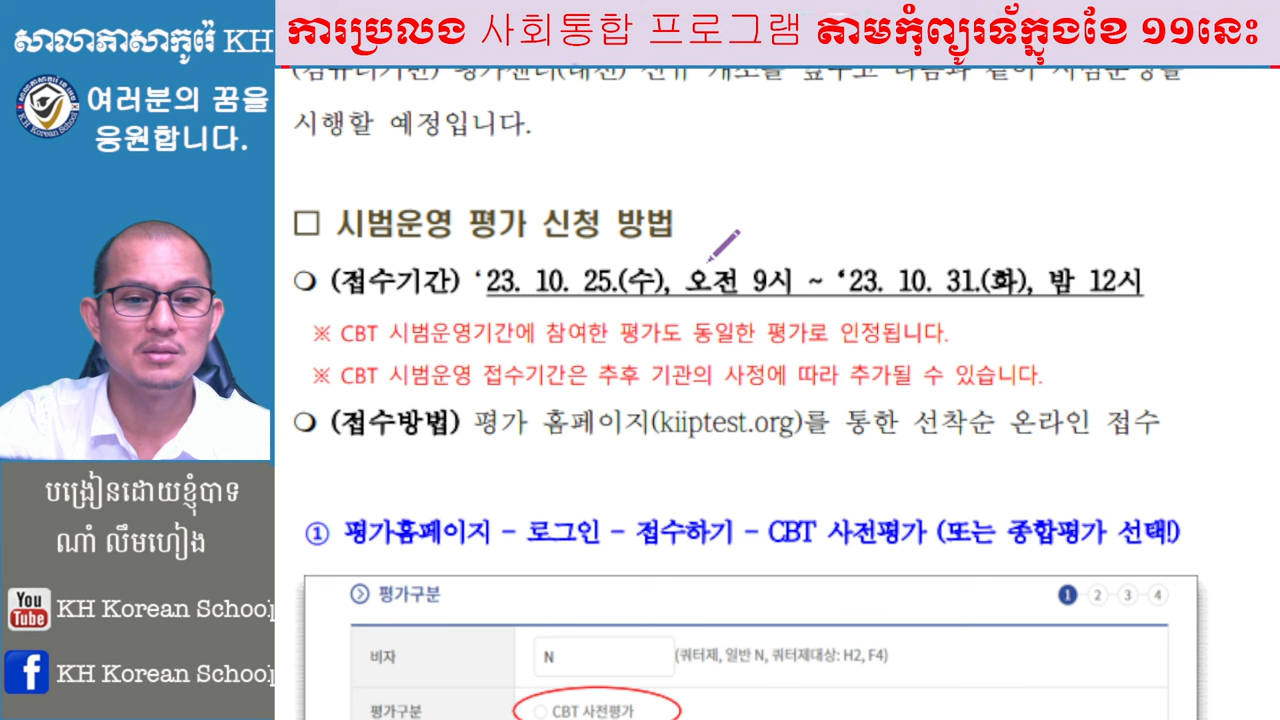 សាលាភាសាកូរ៉េ KH
ការប្រលង 사회통합 프로그램 តាមកុំព្យូរទ័ក្នុងខែ ១១នេះ
여러분의 꿈을
응원합니다.
បង្រៀនដោយខ្ញុំបាទ
ណាំ លឹមហៀង
You
Tube
KH Korean School
f
KH Korean School
시행할 예정입니다.
□ 시범운영 평가 신청 방법
❍ (접수기간) ‘23. 10. 25.(수), 오전 9시 ~ ‘23. 10. 31.(화), 밤 12시
※ CBT 시범운영기간에 참여한 평가도 동일한 평가로 인정됩니다.
※ CBT 시범운영 접수기간은 추후 기관의 사정에 따라 추가될 수 있습니다.
❍ (접수방법) 평가 홈페이지(kiiptest.org)를 통한 선착순 온라인 접수
① 평가홈페이지 - 로그인 - 접수하기 - CBT 사전평가 (또는 종합평가 선택!)
평가구분
1 2 3 4
비자 N (쿼터제, 일반 N, 쿼터제대상: H2, F4)
평가구분 CBT 사전평가